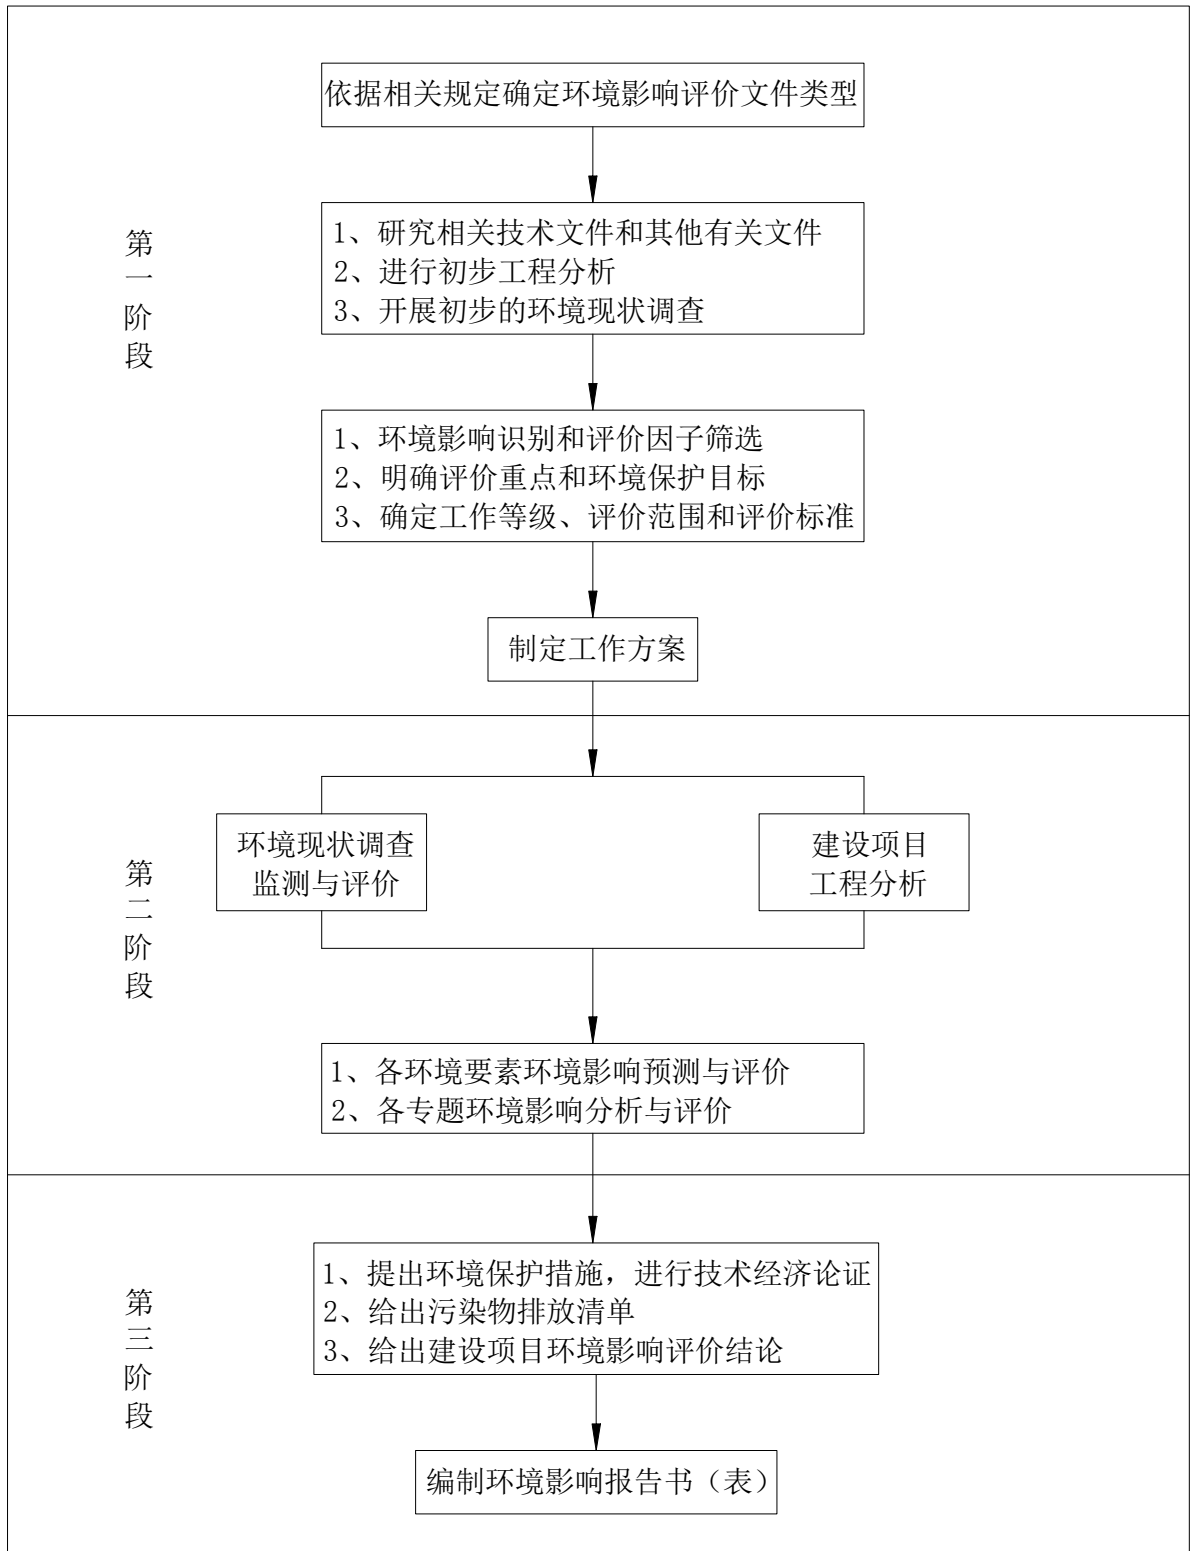 依据相关规定确定环境影响评价文件类型
第一阶段
1、研究相关技术文件和其他有关文件
2、进行初步工程分析
3、开展初步的环境现状调查
1、环境影响识别和评价因子筛选
2、明确评价重点和环境保护目标
3、确定工作等级、评价范围和评价标准
制定工作方案
第二阶段
环境现状调查
监测与评价
建设项目
工程分析
1、各环境要素环境影响预测与评价
2、各专题环境影响分析与评价
第三阶段
1、提出环境保护措施，进行技术经济论证
2、给出污染物排放清单
3、给出建设项目环境影响评价结论
编制环境影响报告书（表）